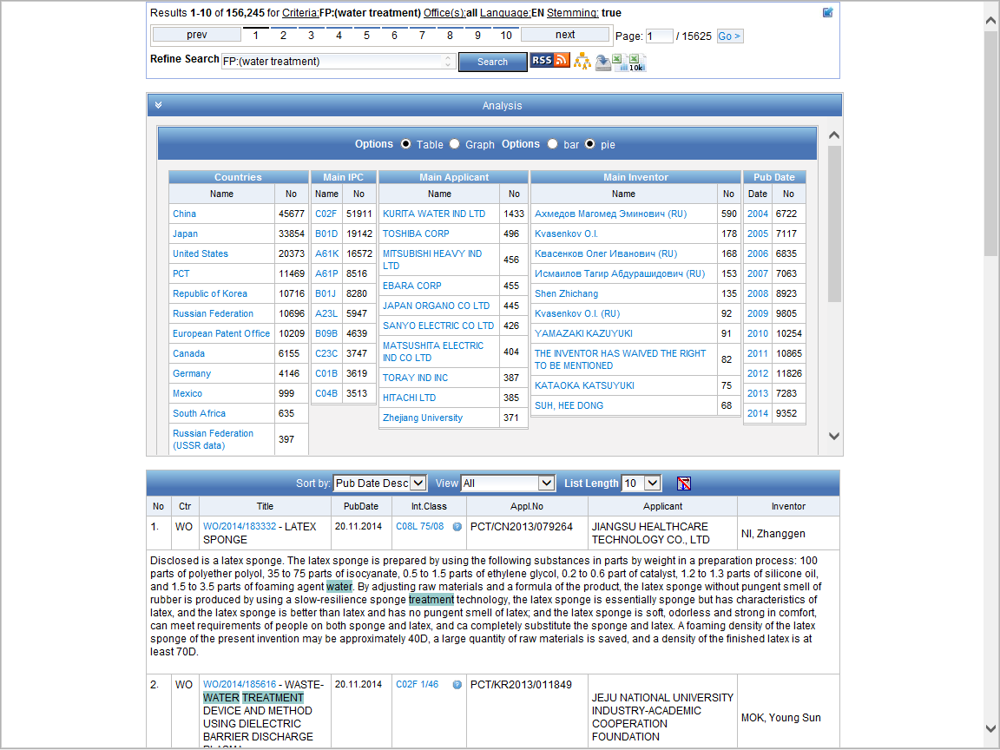 Results 1-10 of 156,245 for Criteria:FP:(water treatment) Office(s):all Language:EN Stemming: true
prev 1 2 3 4 5 6 7 8 9 10 next Page: 1 / 15625 Go >
Refine Search FP:(water treatment) Search RSS 10k
Analysis
Options Table Graph Options bar pie
Countries
Name No
China 45677
Japan 33854
United States 20373
PCT 11469
Republic of Korea 10716
Russian Federation 10696
European Patent Office 10209
Canada 6155
Germany 4146
Mexico 999
South Africa 635
Russian Federation
(USSR data) 397
Main IPC
Name No
C02F 51911
B01D 19142
A61K 16572
A61P 8516
B01J 8280
A23L 5947
B09B 4639
C23C 3747
C01B 3619
C04B 3513
Main Applicant
Name No
KURITA WATER IND LTD 1433
TOSHIBA CORP 496
MITSUBISHI HEAVY IND
LTD 456
EBARA CORP 455
JAPAN ORGANO CO LTD 445
SANYO ELECTRIC CO LTD 426
MATSUSHITA ELECTRIC
IND CO LTD 404
TORAY IND INC 387
HITACHI LTD 385
Zhejiang University 371
Main Inventor
Name No
Ахмедов Магомед Эминович (RU) 590
Kvasenkov O.I. 178
Квасенков Олег Иванович (RU) 168
Исмаилов Тагир Абдурашидович (RU) 153
Shen Zhichang 135
Kvasenkov O.I. (RU) 92
YAMAZAKI KAZUYUKI 91
THE INVENTOR HAS WAIVED THE RIGHT
TO BE MENTIONED 82
KATAOKA KATSUYUKI 75
SUH, HEE DONG 68
Pub Date
Date No
2004 6722
2005 7117
2006 6835
2007 7063
2008 8923
2009 9805
2010 10254
2011 10865
2012 11826
2013 7283
2014 9352
Sort by: Pub Date Desc View All List Length 10
No Ctr Title PubDate Int.Class Appl.No Applicant Inventor
1. WO WO/2014/183332 - LATEX
SPONGE 20.11.2014 C08L 75/08 PCT/CN2013/079264 JIANGSU HEALTHCARE
TECHNOLOGY CO., LTD NI, Zhanggen
Disclosed is a latex sponge. The latex sponge is prepared by using the following substances in parts by weight in a preparation process: 100
parts of polyether polyol, 35 to 75 parts of isocyanate, 0.5 to 1.5 parts of ethylene glycol, 0.2 to 0.6 part of catalyst, 1.2 to 1.3 parts of silicone oil,
and 1.5 to 3.5 parts of foaming agent water. By adjusting raw materials and a formula of the product, the latex sponge without pungent smell of
rubber is produced by using a slow-resilience sponge treatment technology, the latex sponge is essentially sponge but has characteristics of
latex, and the latex sponge is better than latex and has no pungent smell of latex; and the latex sponge is soft, odorless and strong in comfort,
can meet requirements of people on both sponge and latex, and ca completely substitute the sponge and latex. A foaming density of the latex
sponge of the present invention may be approximately 40D, a large quantity of raw materials is saved, and a density of the finished latex is at
least 70D.
2. WO WO/2014/185616 - WASTE-
WATER TREATMENT
DEVICE AND METHOD
USING DIELECTRIC
BARRIER DISCHARGE
PLASMA 20.11.2014 C02F 1/46 PCT/KR2013/011849 JEJU NATIONAL UNIVERSITY
INDUSTRY-ACADEMIC
COOPERATION
FOUNDATION MOK, Young Sun